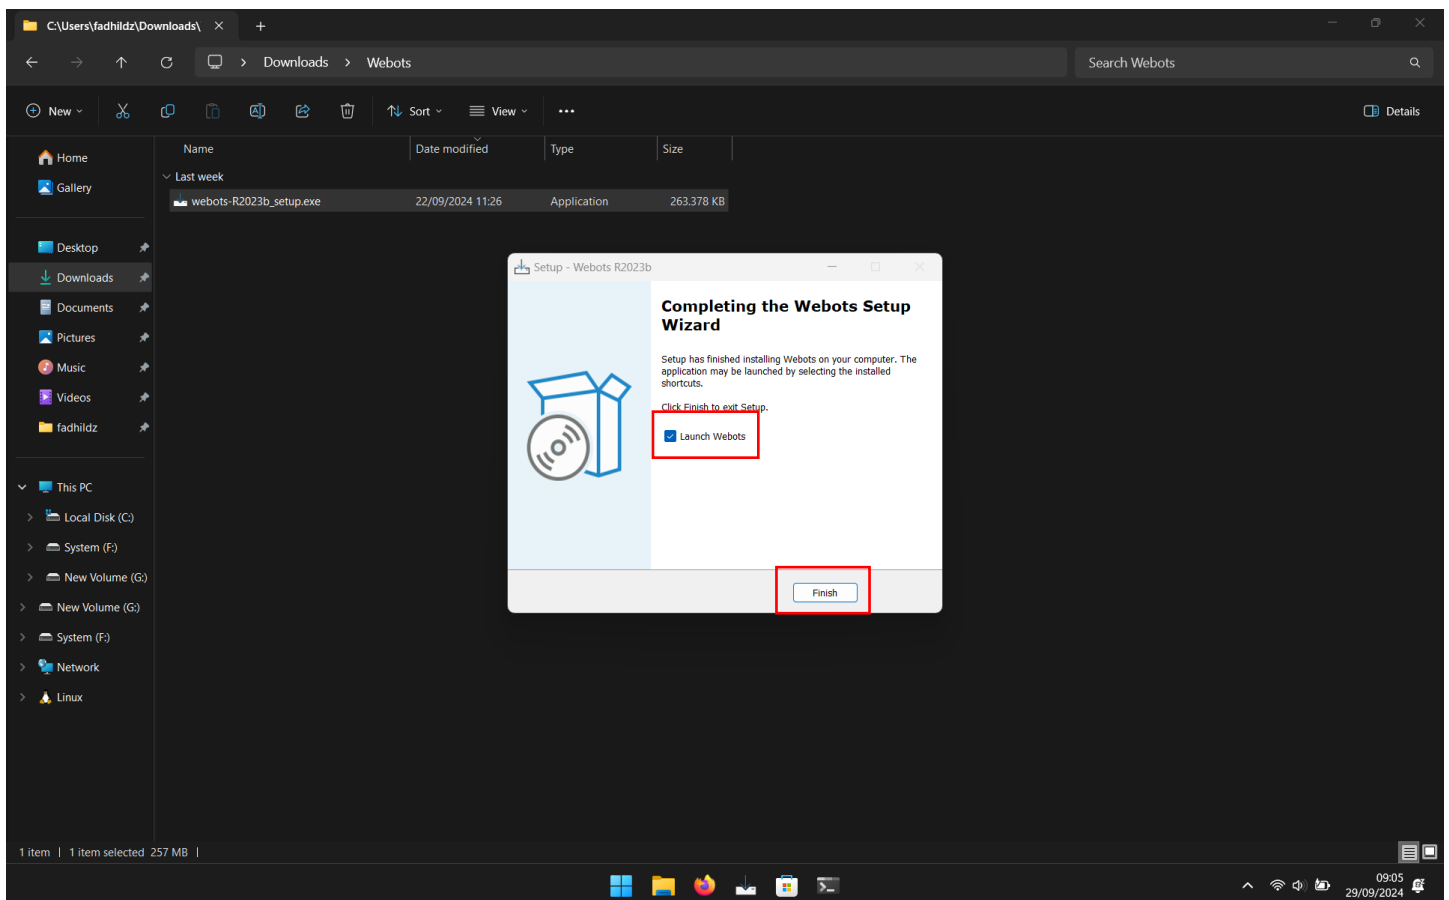 C:\Users\fadhildz\Downloads\
Downloads > Webots
Search Webots
New
Sort
View
Details
Name
Date modified
Type
Size
Last week
webots-R2023b_setup.exe
22/09/2024 11:26
Application
263.378 KB
Home
Gallery
Desktop
Downloads
Documents
Pictures
Music
Videos
fadhildz
This PC
Local Disk (C:)
System (F:)
New Volume (G:)
New Volume (G:)
System (F:)
Network
Linux
Setup - Webots R2023b
Completing the Webots Setup
Wizard
Setup has finished installing Webots on your computer. The
application may be launched by selecting the installed
shortcuts.
Click Finish to exit Setup.
Launch Webots
Finish
1 item | 1 item selected 257 MB |
09:05
29/09/2024